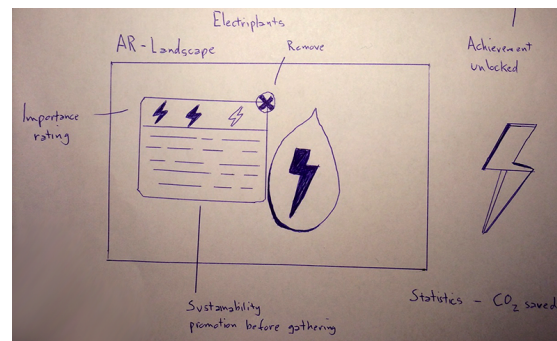 Electriplants
AR - Landscape
Remove
Achievement
unlocked
Importance
rating
Sustainability
promotion before gathering
Statistics - CO₂ saved